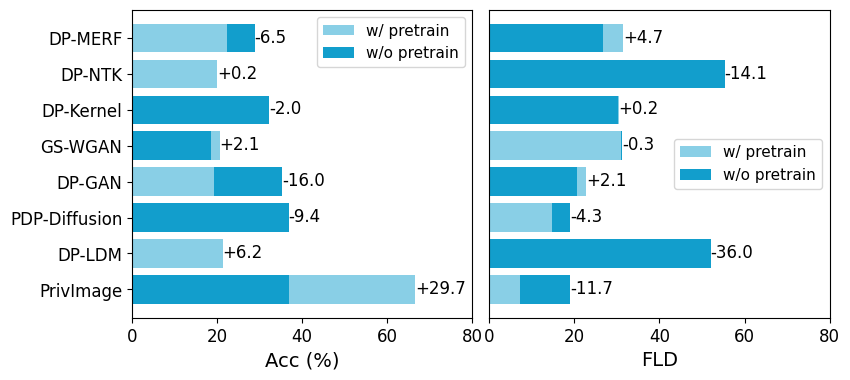 DP-MERF
DP-NTK
DP-Kernel
GS-WGAN
DP-GAN
PDP-Diffusion
DP-LDM
PrivImage
-6.5
+0.2
-2.0
+2.1
-16.0
-9.4
+6.2
+29.7
w/ pretrain
w/o pretrain
0 20 40 60 80
Acc (%)
+4.7
-14.1
+0.2
-0.3
+2.1
-4.3
-36.0
-11.7
w/ pretrain
w/o pretrain
0 20 40 60 80
FLD